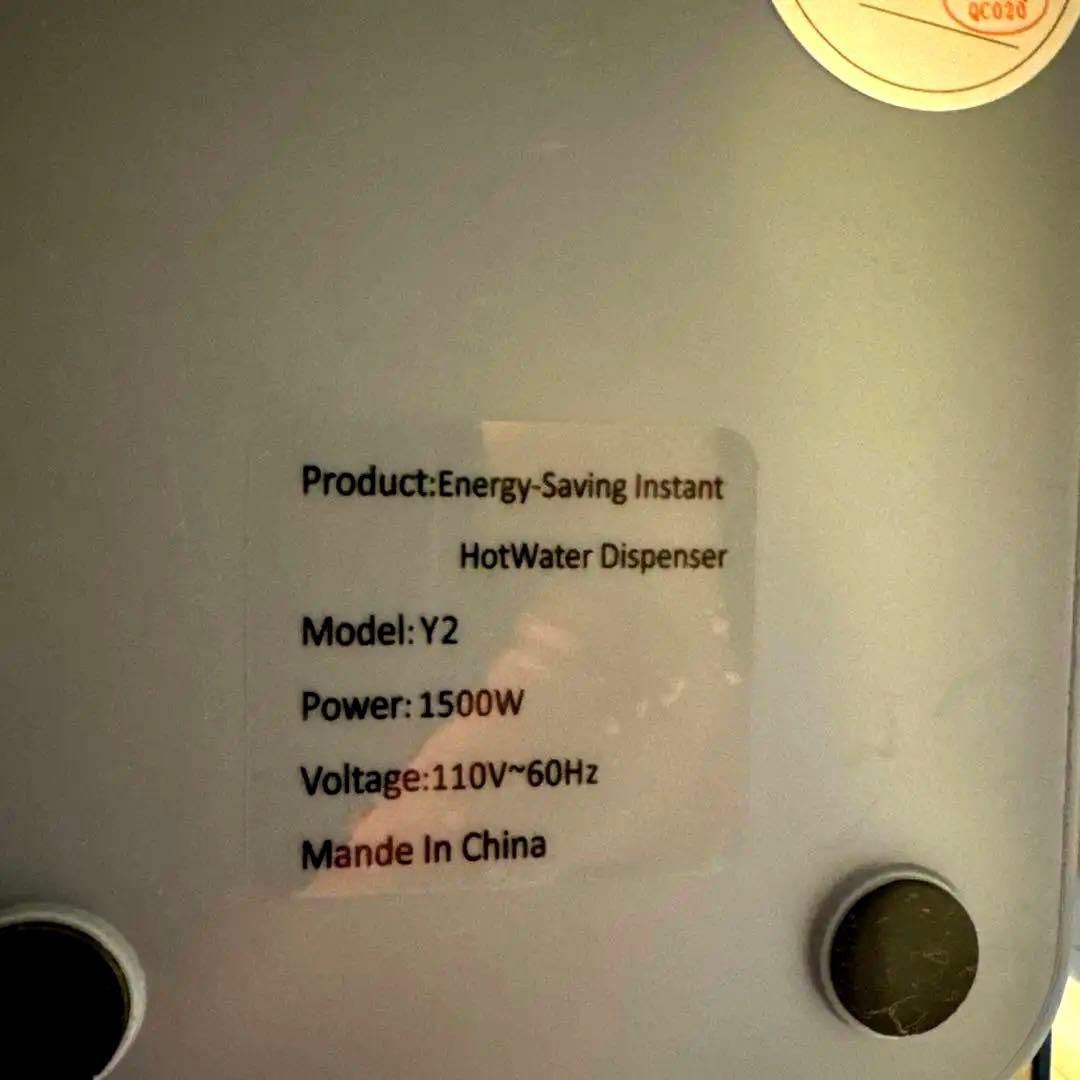 QC020
Product:Energy-Saving Instant
HotWater Dispenser
Model: Y2
Power: 1500W
Voltage:110V~60Hz
Mande In China